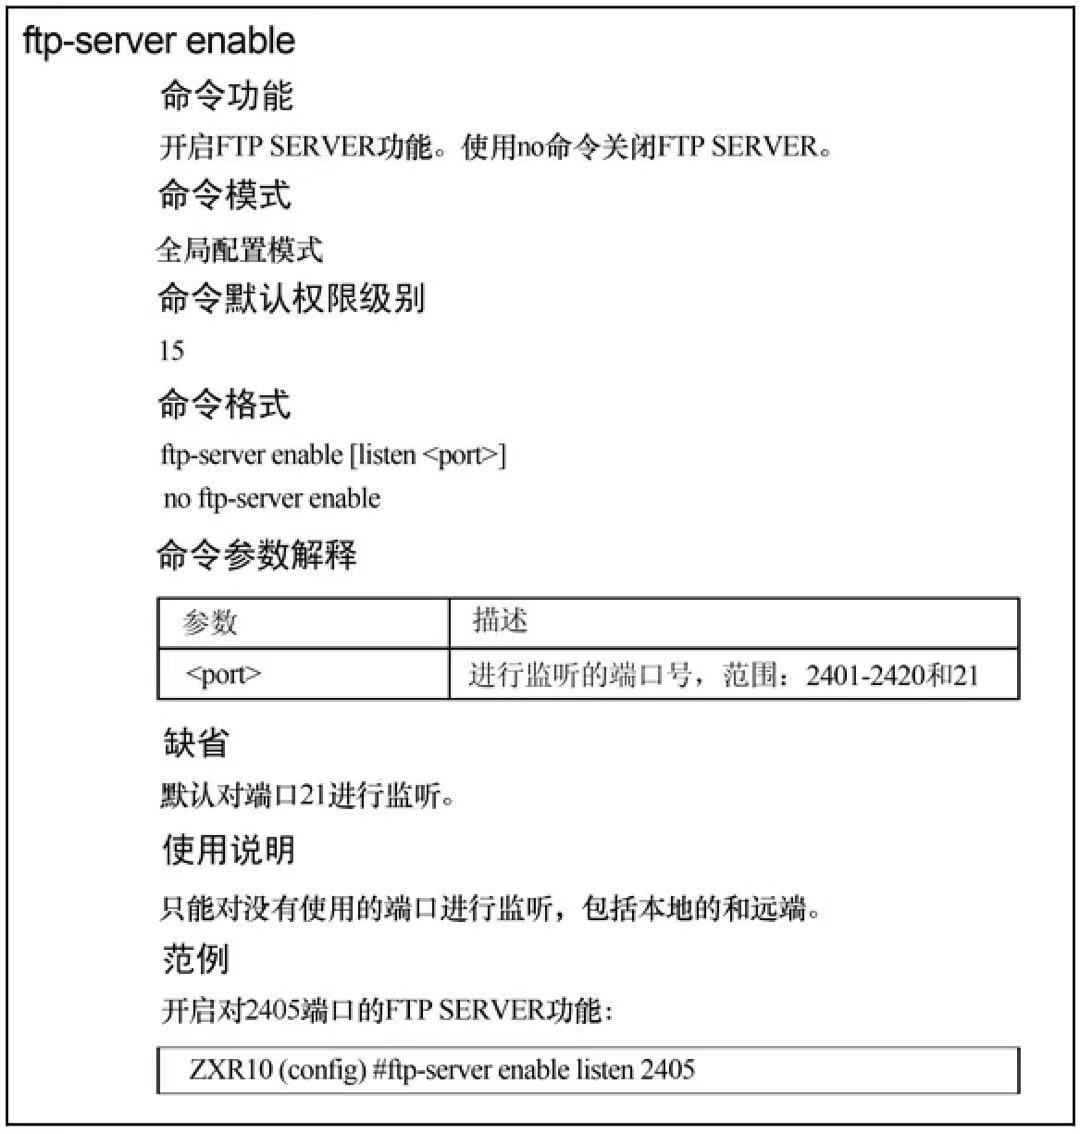 ftp-server enable
命令功能
开启FTP SERVER功能。使用no命令关闭FTP SERVER。
命令模式
全局配置模式
命令默认权限级别
15
命令格式
ftp-server enable [listen <port>]
no ftp-server enable
命令参数解释
参数 描述
<port> 进行监听的端口号，范围：2401-2420和21
缺省
默认对端口21进行监听。
使用说明
只能对没有使用的端口进行监听，包括本地的和远端。
范例
开启对2405端口的FTP SERVER功能：
ZXR10 (config) #ftp-server enable listen 2405